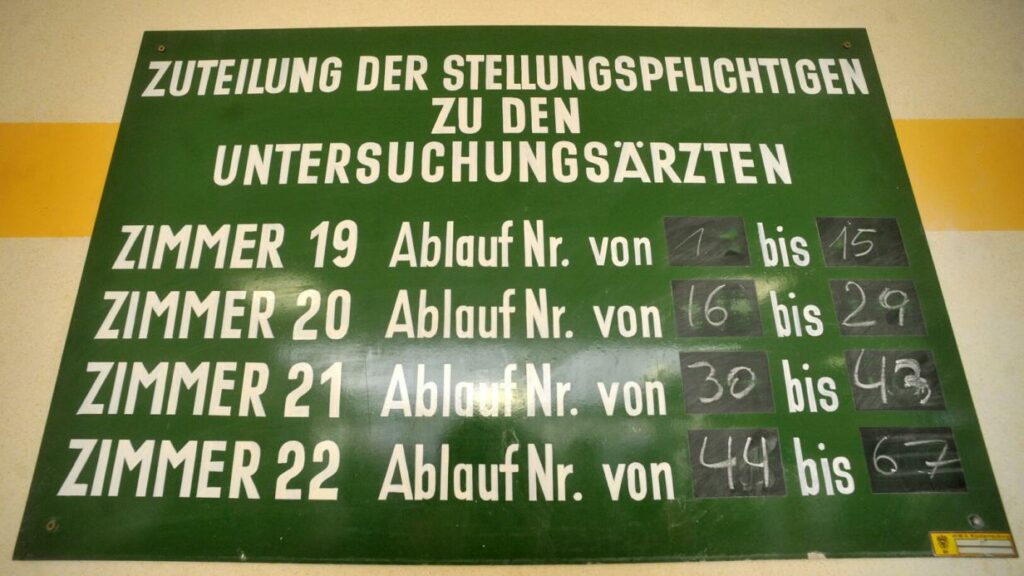 ZUTEILUNG DER STELLUNGSPFLICHTIGEN
ZU DEN
UNTERSUCHUNGSÄRZTEN
ZIMMER 19 Ablauf Nr. von 1 bis 15
ZIMMER 20 Ablauf Nr. von 16 bis 29
ZIMMER 21 Ablauf Nr. von 30 bis 43
ZIMMER 22 Ablauf Nr. von 44 bis 67